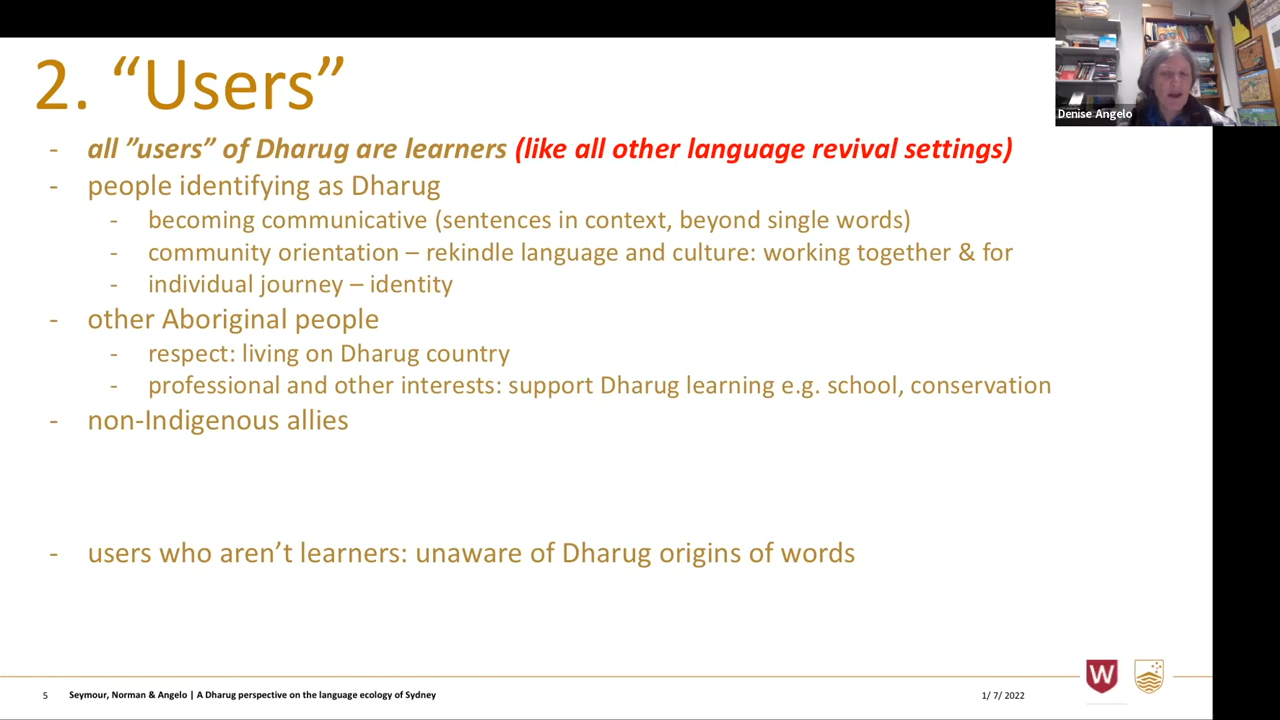 2. “Users”
Denise Angelo
- all ”users” of Dharug are learners (like all other language revival settings)
- people identifying as Dharug
- becoming communicative (sentences in context, beyond single words)
- community orientation – rekindle language and culture: working together & for
- individual journey – identity
- other Aboriginal people
- respect: living on Dharug country
- professional and other interests: support Dharug learning e.g. school, conservation
- non-Indigenous allies
- users who aren’t learners: unaware of Dharug origins of words
5 Seymour, Norman & Angelo | A Dharug perspective on the language ecology of Sydney 1/ 7/ 2022
W